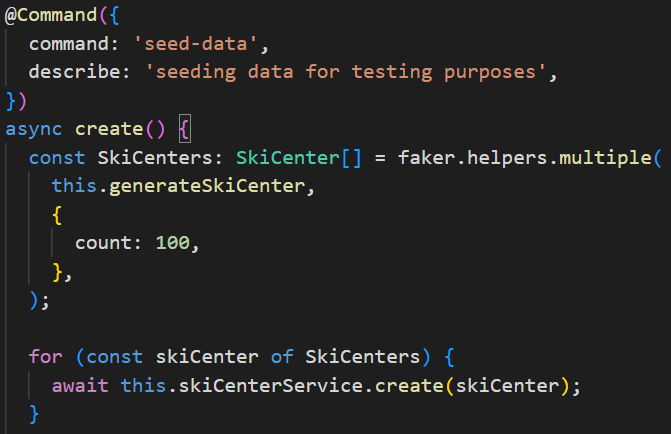 @Command({
  command: 'seed-data',
  describe: 'seeding data for testing purposes',
})
async create() {
  const SkiCenters: SkiCenter[] = faker.helpers.multiple(
    this.generateSkiCenter,
    {
      count: 100,
    },
  );

  for (const skiCenter of SkiCenters) {
    await this.skiCenterService.create(skiCenter);
  }